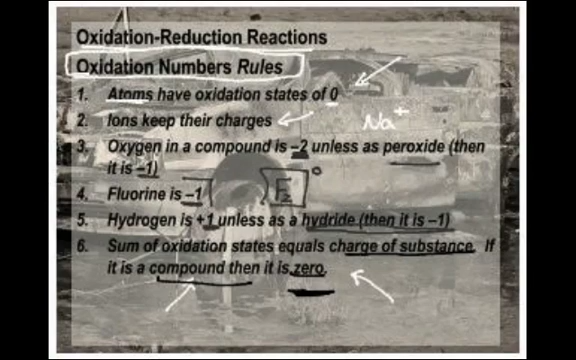 Oxidation-Reduction Reactions
Oxidation Numbers Rules
1. Atoms have oxidation states of 0
2. Ions keep their charges
Na+
3. Oxygen in a compound is –2 unless as peroxide (then
it is –1)
4. Fluorine is –1
F2 0
5. Hydrogen is +1 unless as a hydride (then it is –1)
6. Sum of oxidation states equals charge of substance. If
it is a compound then it is zero.